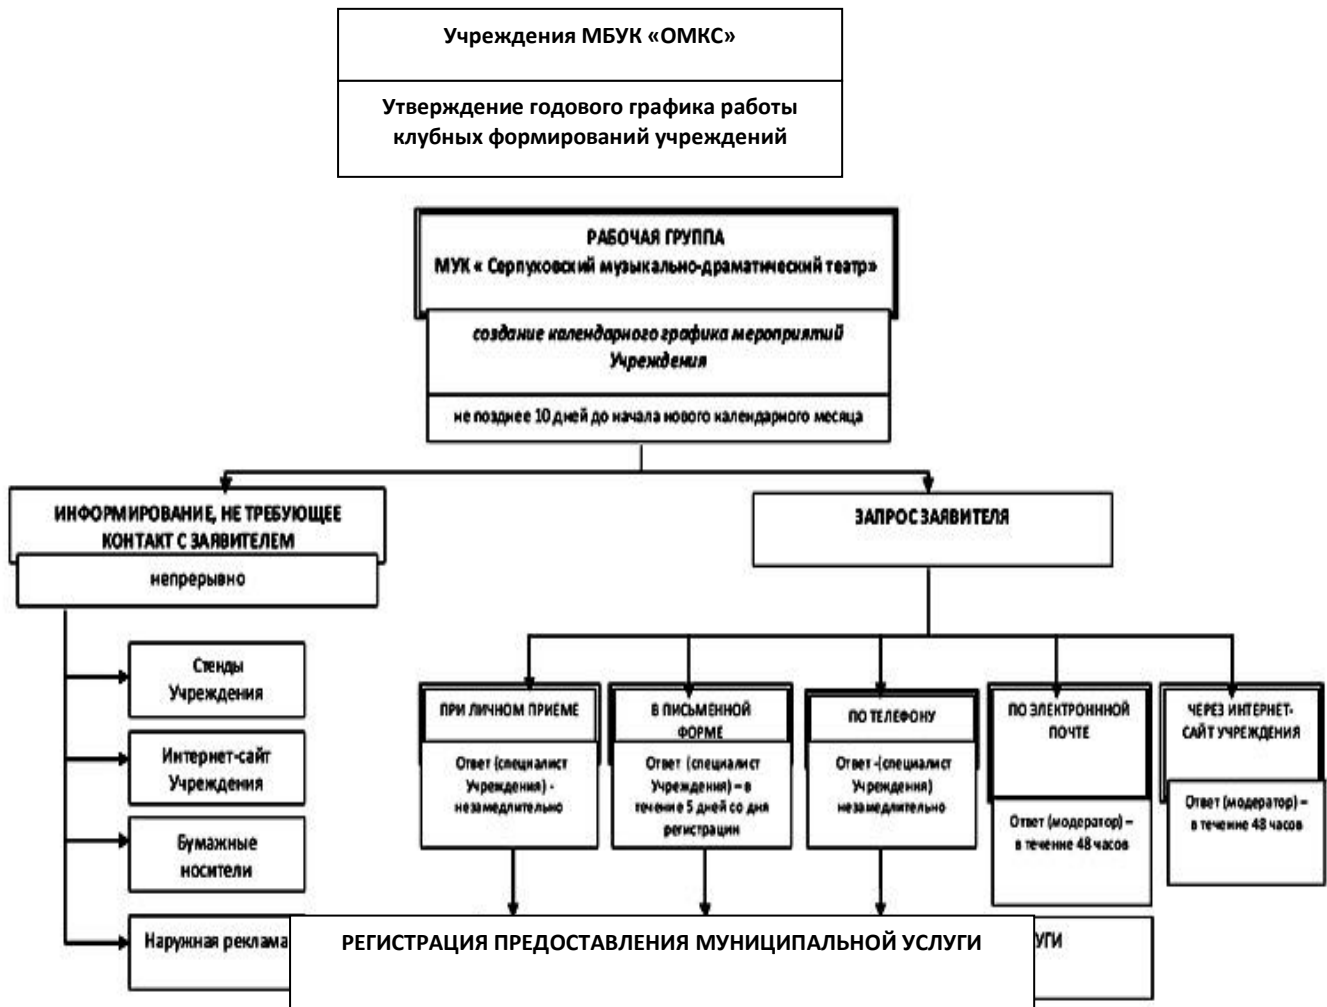 Учреждения МБУК «ОМКС»
Утверждение годового графика работы
клубных формирований учреждений
РАБОЧАЯ ГРУППА
МУК « Серпуховский музыкально-драматический театр»
создание календарного графика мероприятий
Учреждения
не позднее 10 дней до начала нового календарного месяца
ИНФОРМИРОВАНИЕ, НЕ ТРЕБУЮЩЕЕ
КОНТАКТ С ЗАЯВИТЕЛЕМ
непрерывно
Стенды
Учреждения
Интернет-сайт
Учреждения
Бумажные
носители
Наружная реклама
ЗАПРОС ЗАЯВИТЕЛЯ
ПРИ ЛИЧНОМ ПРИЕМЕ
Ответ (специалист
Учреждения) -
незамедлительно
В ПИСЬМЕННОЙ
ФОРМЕ
Ответ (специалист
Учреждения) – в
течение 5 дней со дня
регистрации
ПО ТЕЛЕФОНУ
Ответ -(специалист
Учреждения)
незамедлительно
ПО ЭЛЕКТРОНННОЙ
ПОЧТЕ
Ответ (модератор) –
в течение 48 часов
ЧЕРЕЗ ИНТЕРНЕТ-
САЙТ УЧРЕЖДЕНИЯ
Ответ (модератор) –
в течение 48 часов
РЕГИСТРАЦИЯ ПРЕДОСТАВЛЕНИЯ МУНИЦИПАЛЬНОЙ УСЛУГИ
УГИ